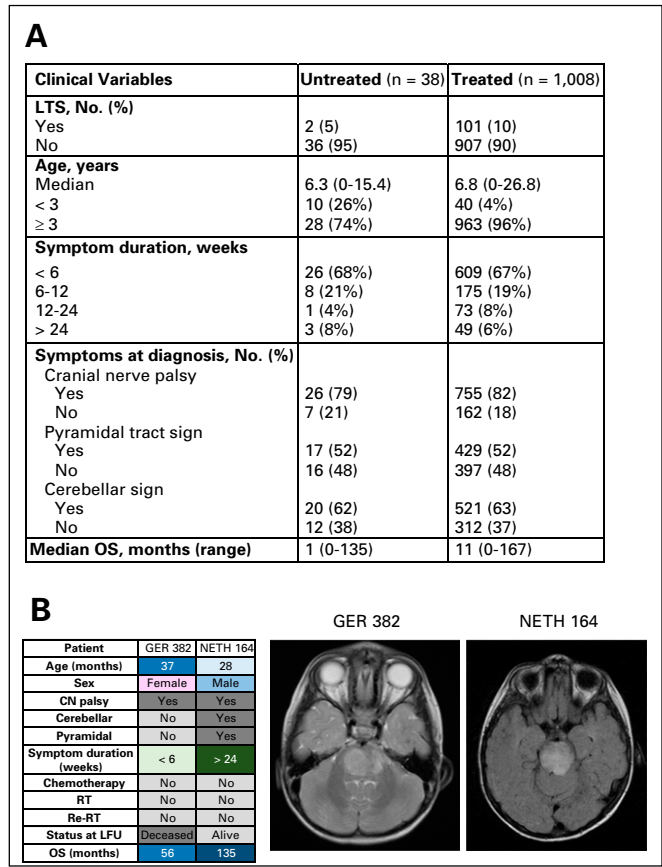 A
Clinical Variables Untreated (n = 38) Treated (n = 1,008)
LTS, No. (%)
Yes 2 (5) 101 (10)
No 36 (95) 907 (90)
Age, years
Median 6.3 (0-15.4) 6.8 (0-26.8)
< 3 10 (26%) 40 (4%)
≥ 3 28 (74%) 963 (96%)
Symptom duration, weeks
< 6 26 (68%) 609 (67%)
6-12 8 (21%) 175 (19%)
12-24 1 (4%) 73 (8%)
> 24 3 (8%) 49 (6%)
Symptoms at diagnosis, No. (%)
Cranial nerve palsy
Yes 26 (79) 755 (82)
No 7 (21) 162 (18)
Pyramidal tract sign
Yes 17 (52) 429 (52)
No 16 (48) 397 (48)
Cerebellar sign
Yes 20 (62) 521 (63)
No 12 (38) 312 (37)
Median OS, months (range) 1 (0-135) 11 (0-167)
B
GER 382 NETH 164
Patient GER 382 NETH 164
Age (months) 37 28
Sex Female Male
CN palsy Yes Yes
Cerebellar No Yes
Pyramidal No Yes
Symptom duration
(weeks) < 6 > 24
Chemotherapy No No
RT No No
Re-RT No No
Status at LFU Deceased Alive
OS (months) 56 135